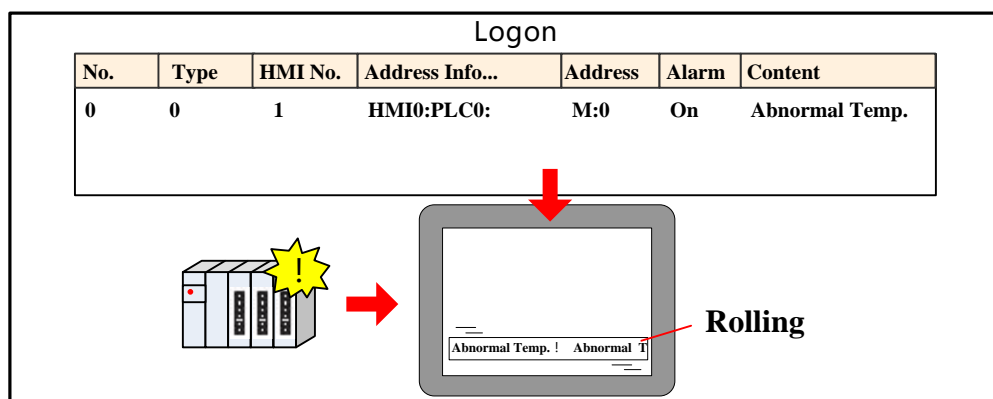 Logon
No. Type HMI No. Address Info... Address Alarm Content
0 0 1 HMI0:PLC0: M:0 On Abnormal Temp.
!
Rolling
Abnormal Temp. ! Abnormal T